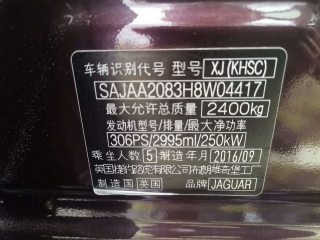 车辆识别代号 型号 XJ (KHSC)
SAJAA2083H8W04417
最大允许总质量 2400kg
发动机型号/排量/最大净功率
306PS/2995ml/250kW
乘坐人数 5 制造年月 2016/09
英国捷豹路虎有限公司布朗维奇堡工厂
制造国 英国 品牌 JAGUAR